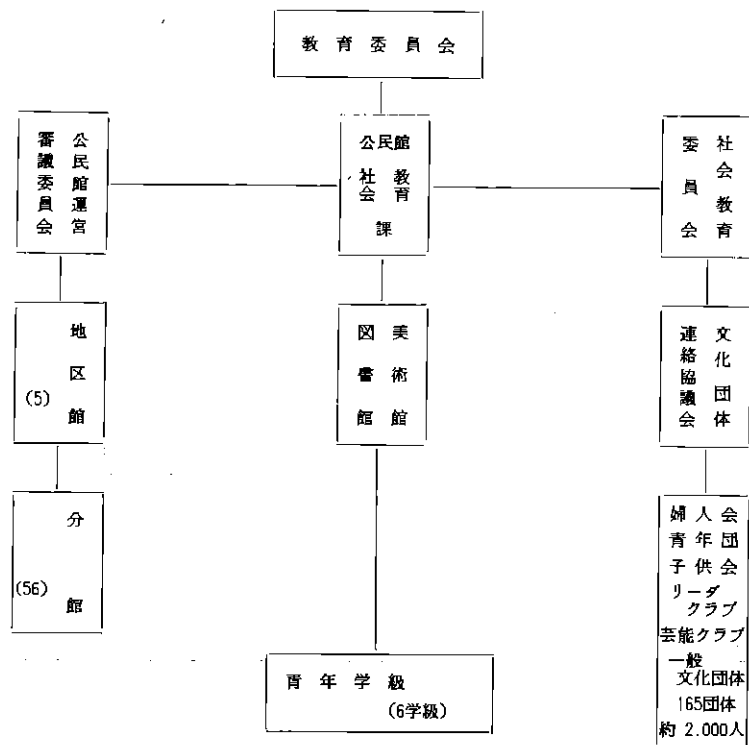 教育委員会
公民館運営
審議委員会
公民館
社会
教育
課
社会教育
委員会
地区館
(5)
美術館
図書館
文化団体
連絡協議会
分館
(56)
婦人会
青年団
子供会
リーダ
クラブ
芸能クラブ
一般
文化団体
165団体
約 2.000人
青年学級
(6学級)